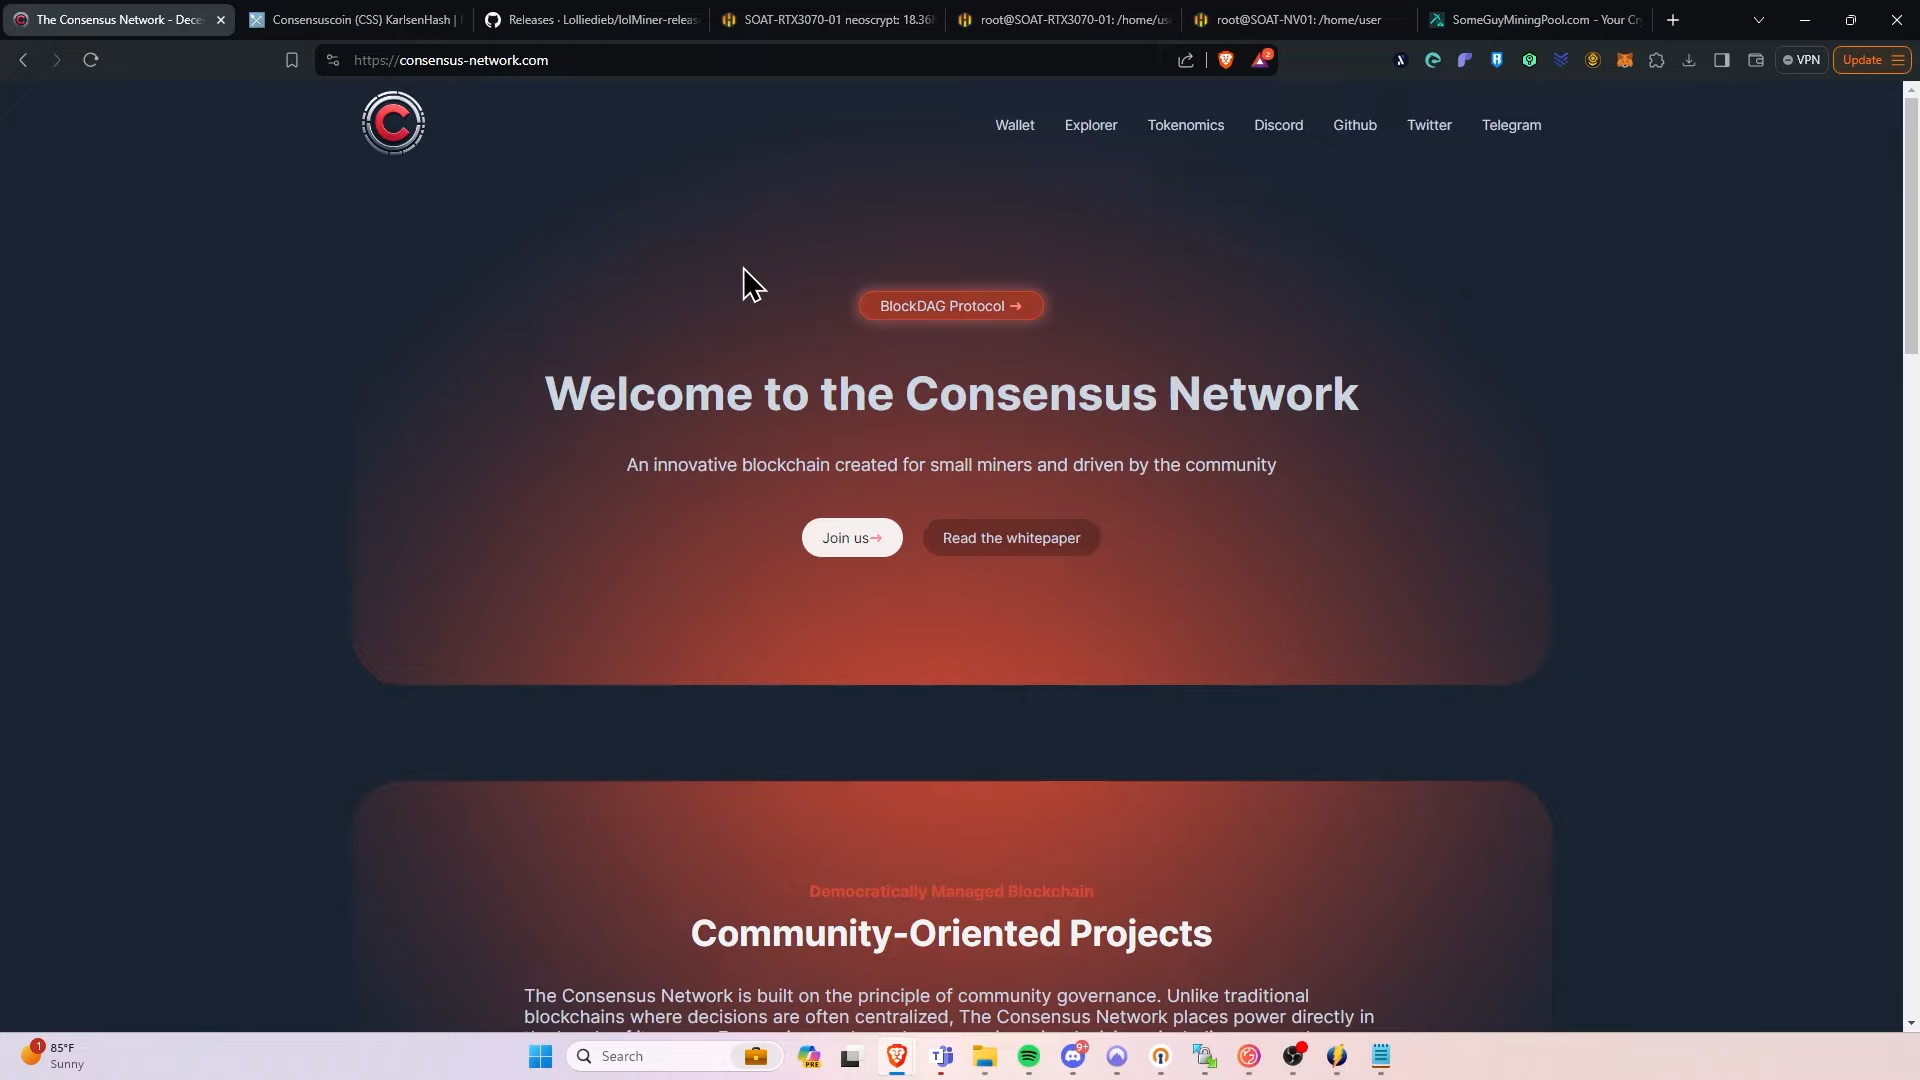 The Consensus Network - Dece
Consensuscoin (CSS) KarlsenHash |
Releases · Lolliedieb/lolMiner-releas
SOAT-RTX3070-01 neoscrypt: 18.36
root@SOAT-RTX3070-01: /home/us
root@SOAT-NV01: /home/user
SomeGuyMiningPool.com - Your Cr
https://consensus-network.com
2
VPN
Update
C
Wallet
Explorer
Tokenomics
Discord
Github
Twitter
Telegram
BlockDAG Protocol →
Welcome to the Consensus Network
An innovative blockchain created for small miners and driven by the community
Join us→
Read the whitepaper
Democratically Managed Blockchain
Community-Oriented Projects
The Consensus Network is built on the principle of community governance. Unlike traditional
blockchains where decisions are often centralized, The Consensus Network places power directly in
1
85°F
Sunny
Search
PRE
9+